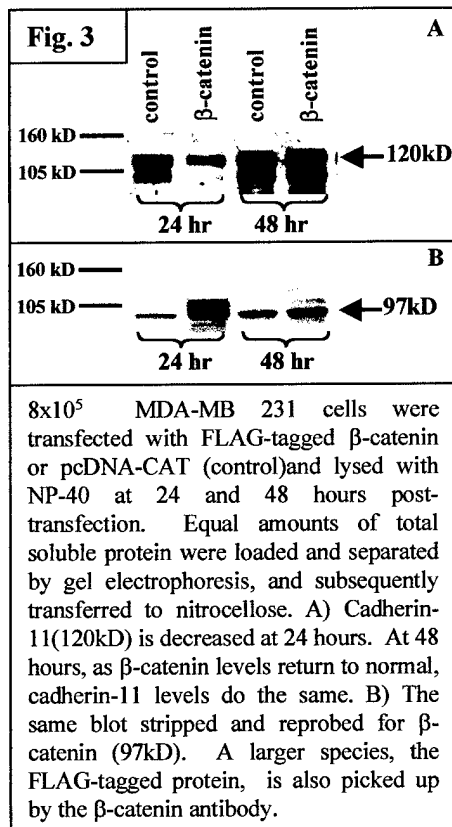 Fig. 3
A
control
β-catenin
control
β-catenin
160 kD
120kD
105 kD
24 hr
48 hr
B
160 kD
105 kD
97kD
24 hr
48 hr
8x10⁵ MDA-MB 231 cells were
transfected with FLAG-tagged β-catenin
or pcDNA-CAT (control)and lysed with
NP-40 at 24 and 48 hours post-
transfection. Equal amounts of total
soluble protein were loaded and separated
by gel electrophoresis, and subsequently
transferred to nitrocellose. A) Cadherin-
11(120kD) is decreased at 24 hours. At 48
hours, as β-catenin levels return to normal,
cadherin-11 levels do the same. B) The
same blot stripped and reprobed for β-
catenin (97kD). A larger species, the
FLAG-tagged protein, is also picked up
by the β-catenin antibody.